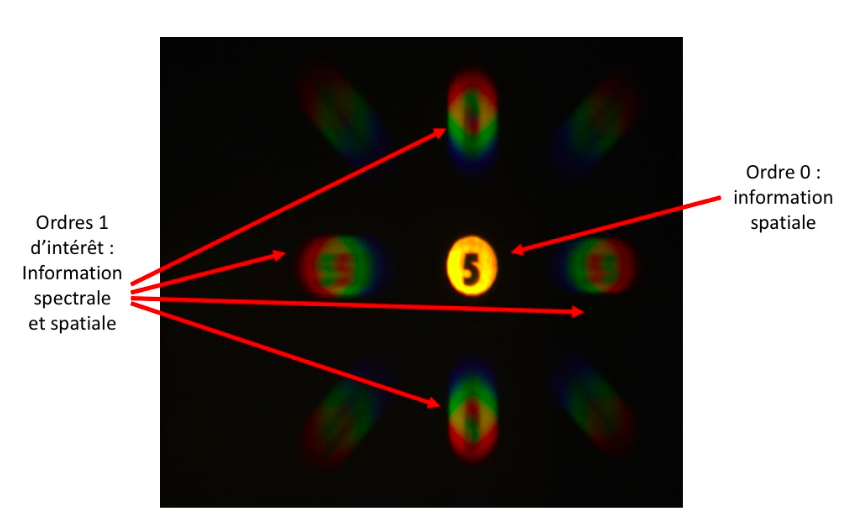 Ordre 0 :
information
spatiale
Ordres 1
d’intérêt :
Information
spectrale
et spatiale
5